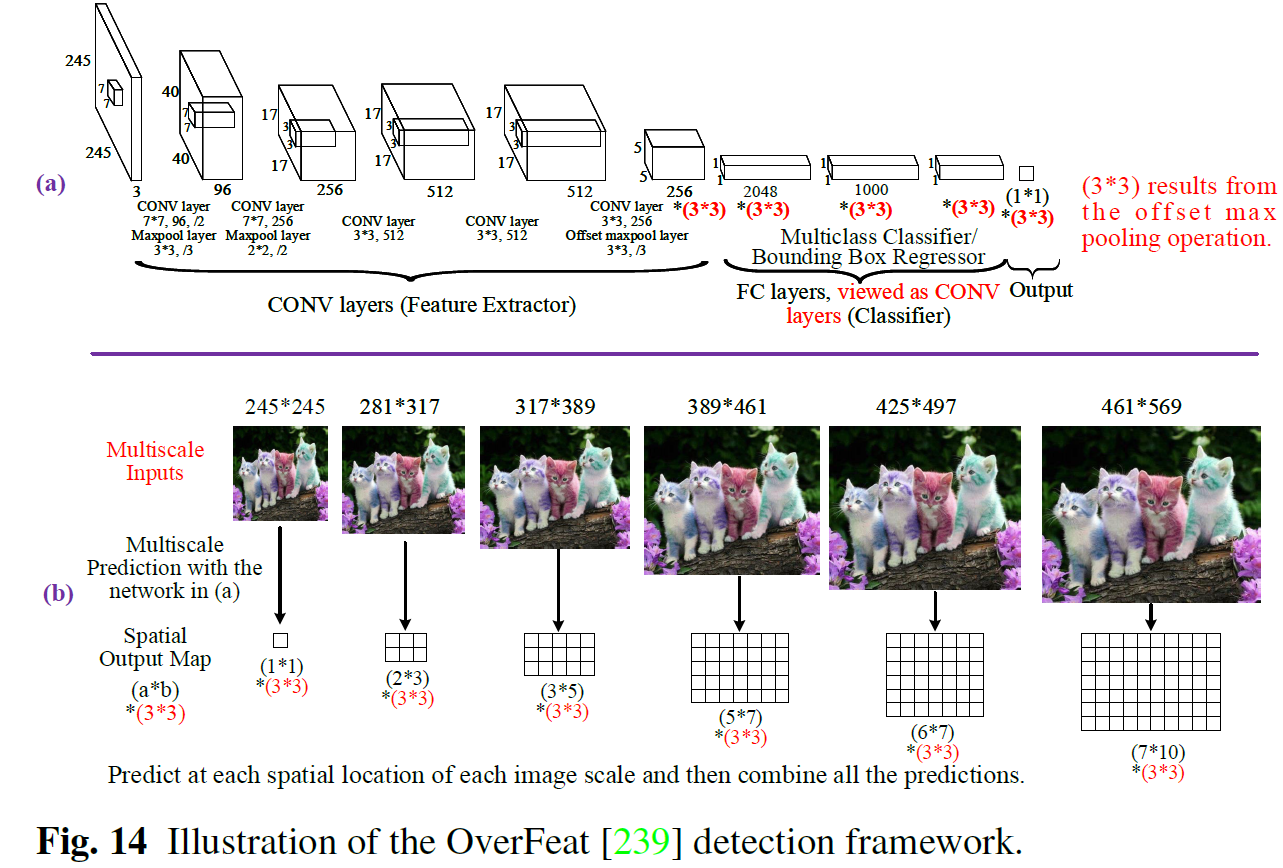 245
7
7
245
3
40
7
7
40
96
17
3
3
17
256
17
3
3
17
512
17
3
3
17
512
5
5
256
*(3*3)
1
1
2048
*(3*3)
1
1
1000
*(3*3)
1
1
*(3*3)
(1*1)
*(3*3)
(a)
CONV layer
7*7, 96, /2
Maxpool layer
3*3, /3
CONV layer
7*7, 256
Maxpool layer
2*2, /2
CONV layer
3*3, 512
CONV layer
3*3, 512
CONV layer
3*3, 256
Offset maxpool layer
3*3, /3
Multiclass Classifier/
Bounding Box Regressor
(3*3) results from
the offset max
pooling operation.
CONV layers (Feature Extractor)
FC layers, viewed as CONV
layers (Classifier)
Output
245*245
281*317
317*389
389*461
425*497
461*569
Multiscale
Inputs
Multiscale
Prediction with the
network in (a)
(b)
Spatial
Output Map
(a*b)
*(3*3)
(1*1)
*(3*3)
(2*3)
*(3*3)
(3*5)
*(3*3)
(5*7)
*(3*3)
(6*7)
*(3*3)
(7*10)
*(3*3)
Predict at each spatial location of each image scale and then combine all the predictions.
Fig. 14 Illustration of the OverFeat [239] detection framework.